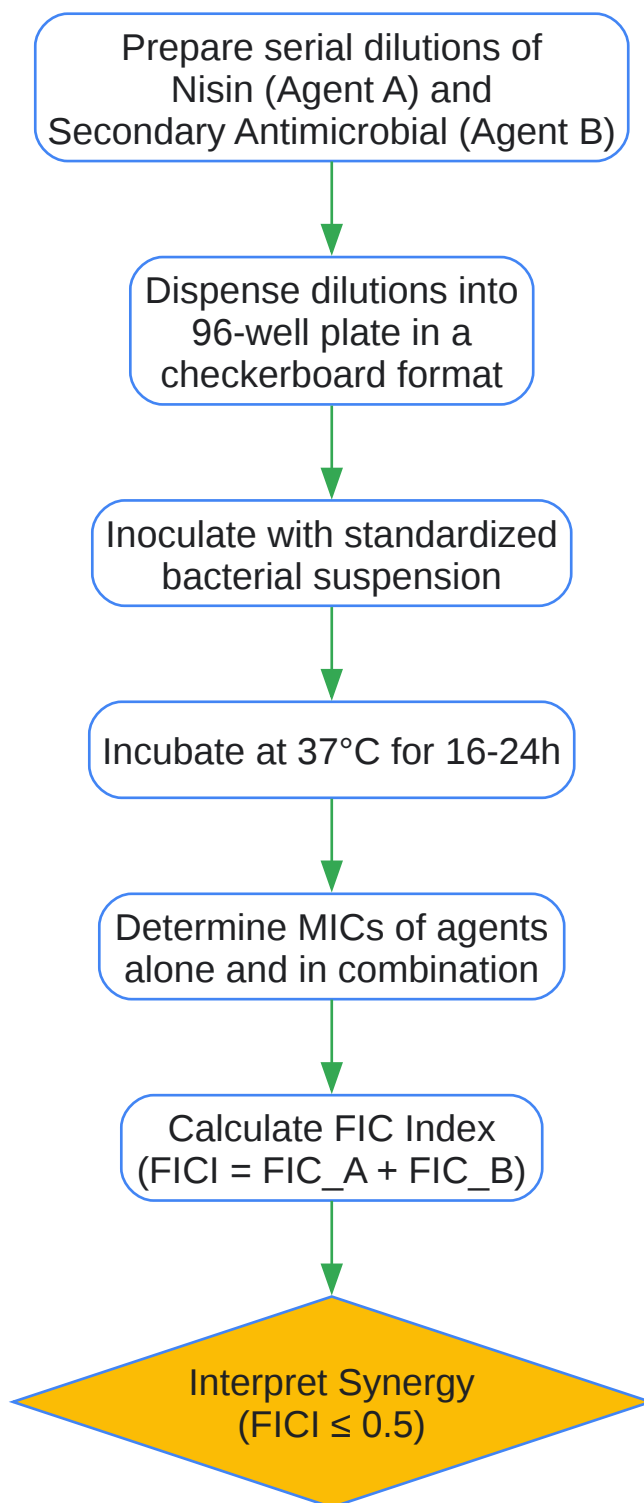 Prepare serial dilutions of
Nisin (Agent A) and
Secondary Antimicrobial (Agent B)
Dispense dilutions into
96-well plate in a
checkerboard format
Inoculate with standardized
bacterial suspension
Incubate at 37°C for 16-24h
Determine MICs of agents
alone and in combination
Calculate FIC Index
(FICI = FIC_A + FIC_B)
Interpret Synergy
(FICI ≤ 0.5)